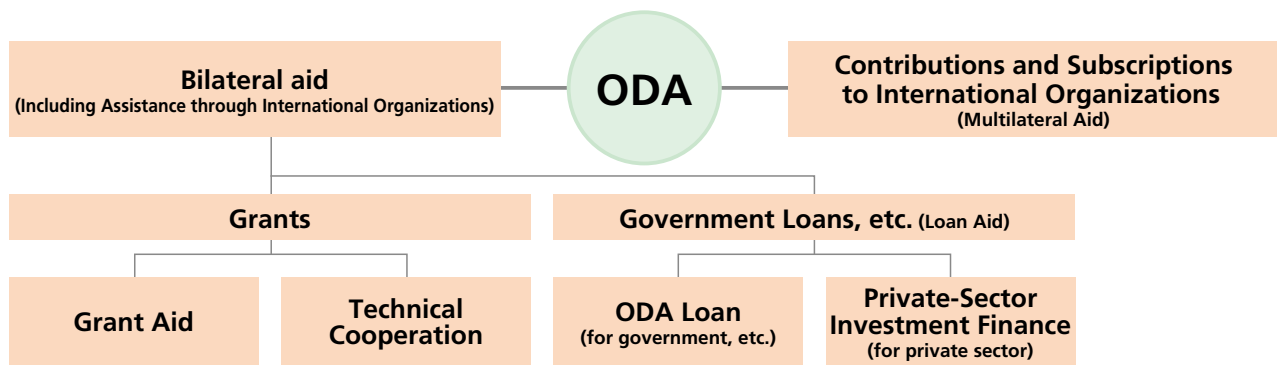 Bilateral aid
(Including Assistance through International Organizations)
ODA
Contributions and Subscriptions
to International Organizations
(Multilateral Aid)
Grants
Government Loans, etc. (Loan Aid)
Grant Aid
Technical
Cooperation
ODA Loan
(for government, etc.)
Private-Sector
Investment Finance
(for private sector)